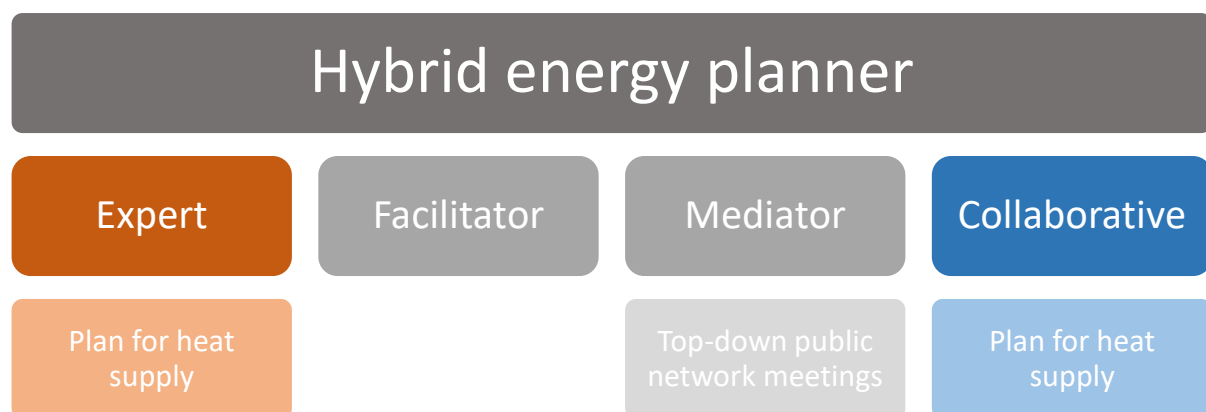 Hybrid energy planner
Expert
Facilitator
Mediator
Collaborative
Plan for heat
supply
Top-down public
network meetings
Plan for heat
supply